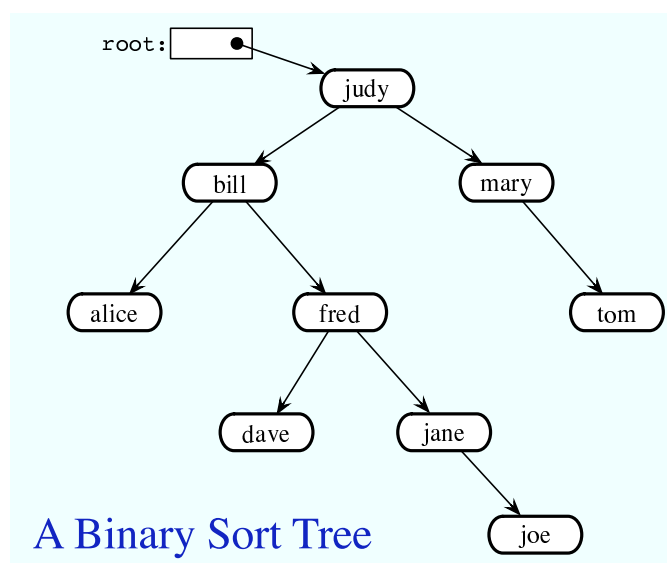 root:
judy
bill
mary
alice
fred
tom
dave
jane
joe
A Binary Sort Tree